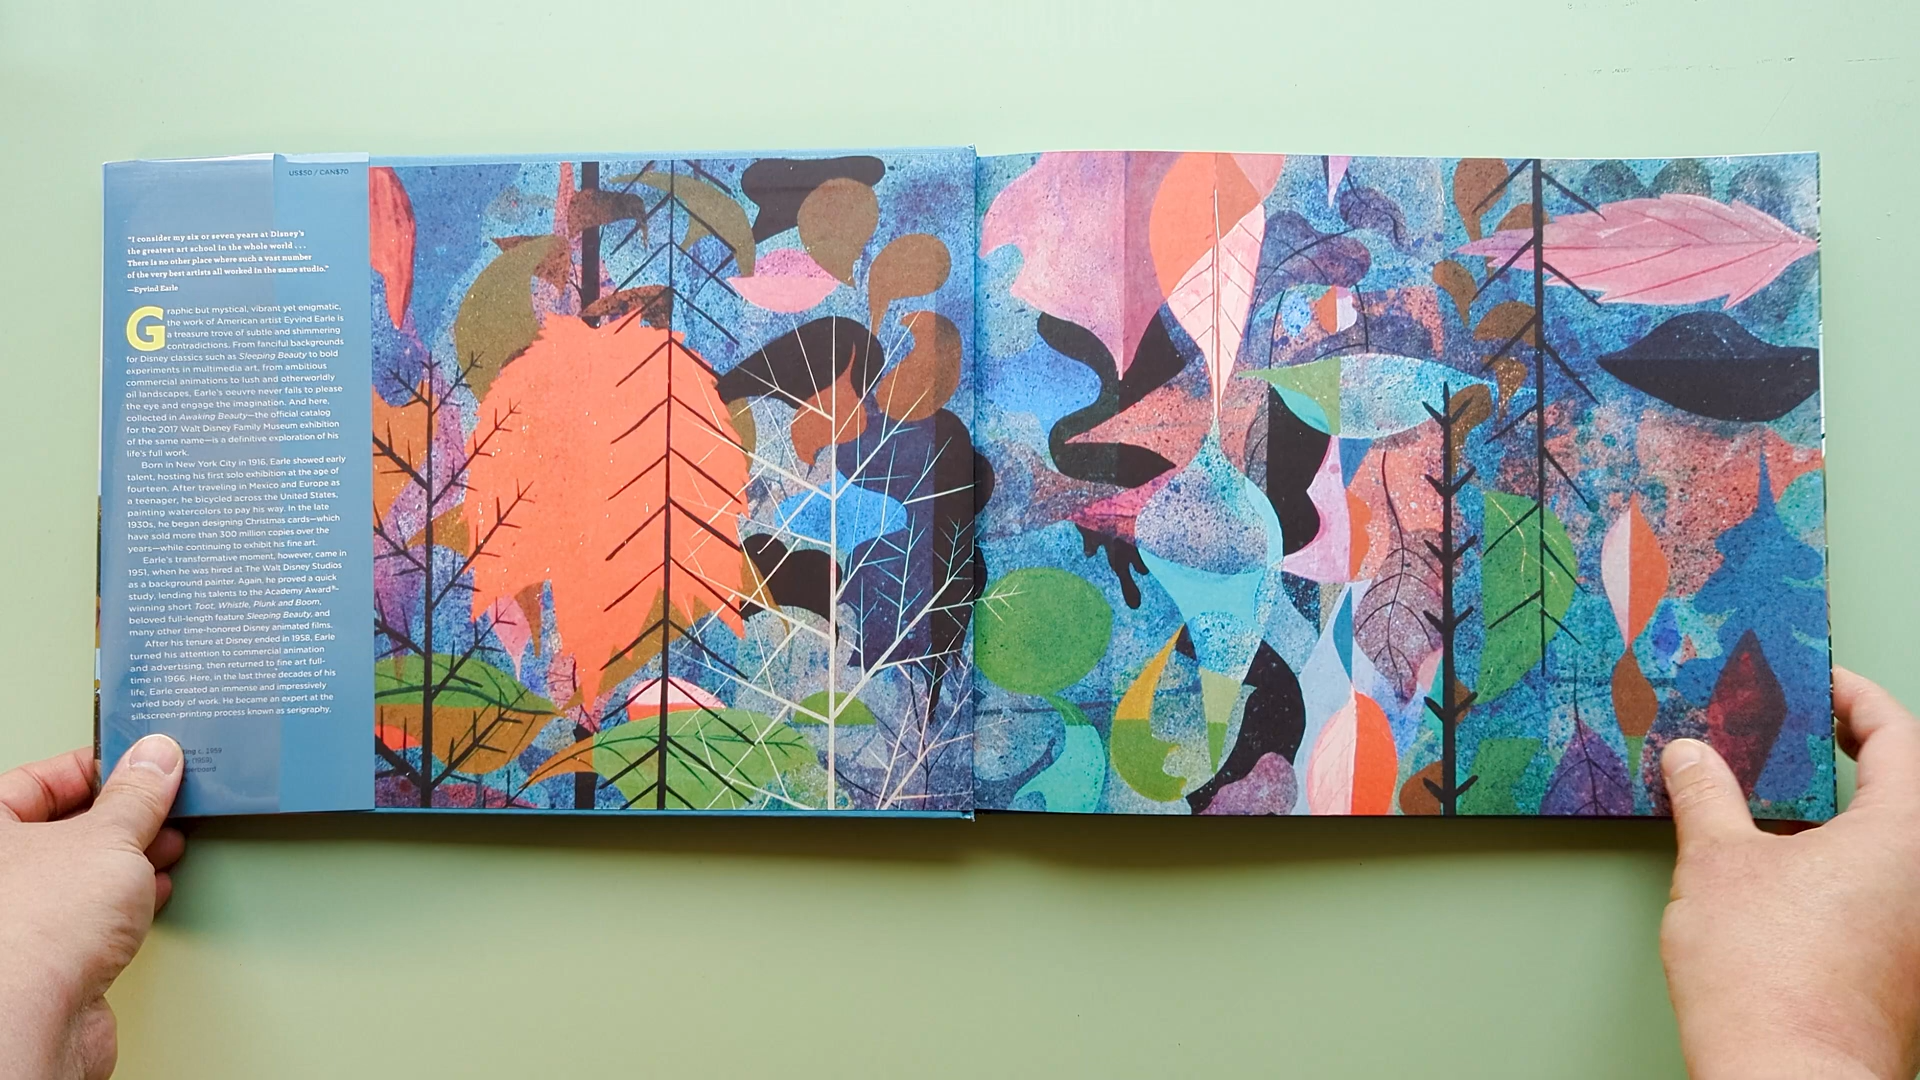 US$50 / CAN$70
"I consider my six or seven years at Disney's
the greatest art school in the whole world . . .
There is no other place where such a vast number
of the very best artists all worked in the same studio."
—Eyvind Earle
Graphic but mystical, vibrant yet enigmatic,
the work of American artist Eyvind Earle is
a treasure trove of subtle and shimmering
contradictions. From fanciful backgrounds
for Disney classics such as Sleeping Beauty to bold
experiments in multimedia art, from ambitious
commercial animations to lush and otherworldly
oil landscapes, Earle's oeuvre never fails to please
the eye and engage the imagination. And here,
collected in Awaking Beauty—the official catalog
for the 2017 Walt Disney Family Museum exhibition
of the same name—is a definitive exploration of his
life's full work.
Born in New York City in 1916, Earle showed early
talent, hosting his first solo exhibition at the age of
fourteen. After traveling in Mexico and Europe as
a teenager, he bicycled across the United States,
painting watercolors to pay his way. In the late
1930s, he began designing Christmas cards—which
have sold more than 300 million copies over the
years—while continuing to exhibit his fine art.
Earle's transformative moment, however, came in
1951, when he was hired at The Walt Disney Studios
as a background painter. Again, he proved a quick
study, lending his talents to the Academy Award®-
winning short Toot, Whistle, Plunk and Boom,
beloved full-length feature Sleeping Beauty, and
many other time-honored Disney animated films.
After his tenure at Disney ended in 1958, Earle
turned his attention to commercial animation
and advertising, then returned to fine art full-
time in 1966. Here, in the last three decades of his
life, Earle created an immense and impressively
varied body of work. He became an expert at the
silkscreen-printing process known as serigraphy,
c. 1959
(1959)